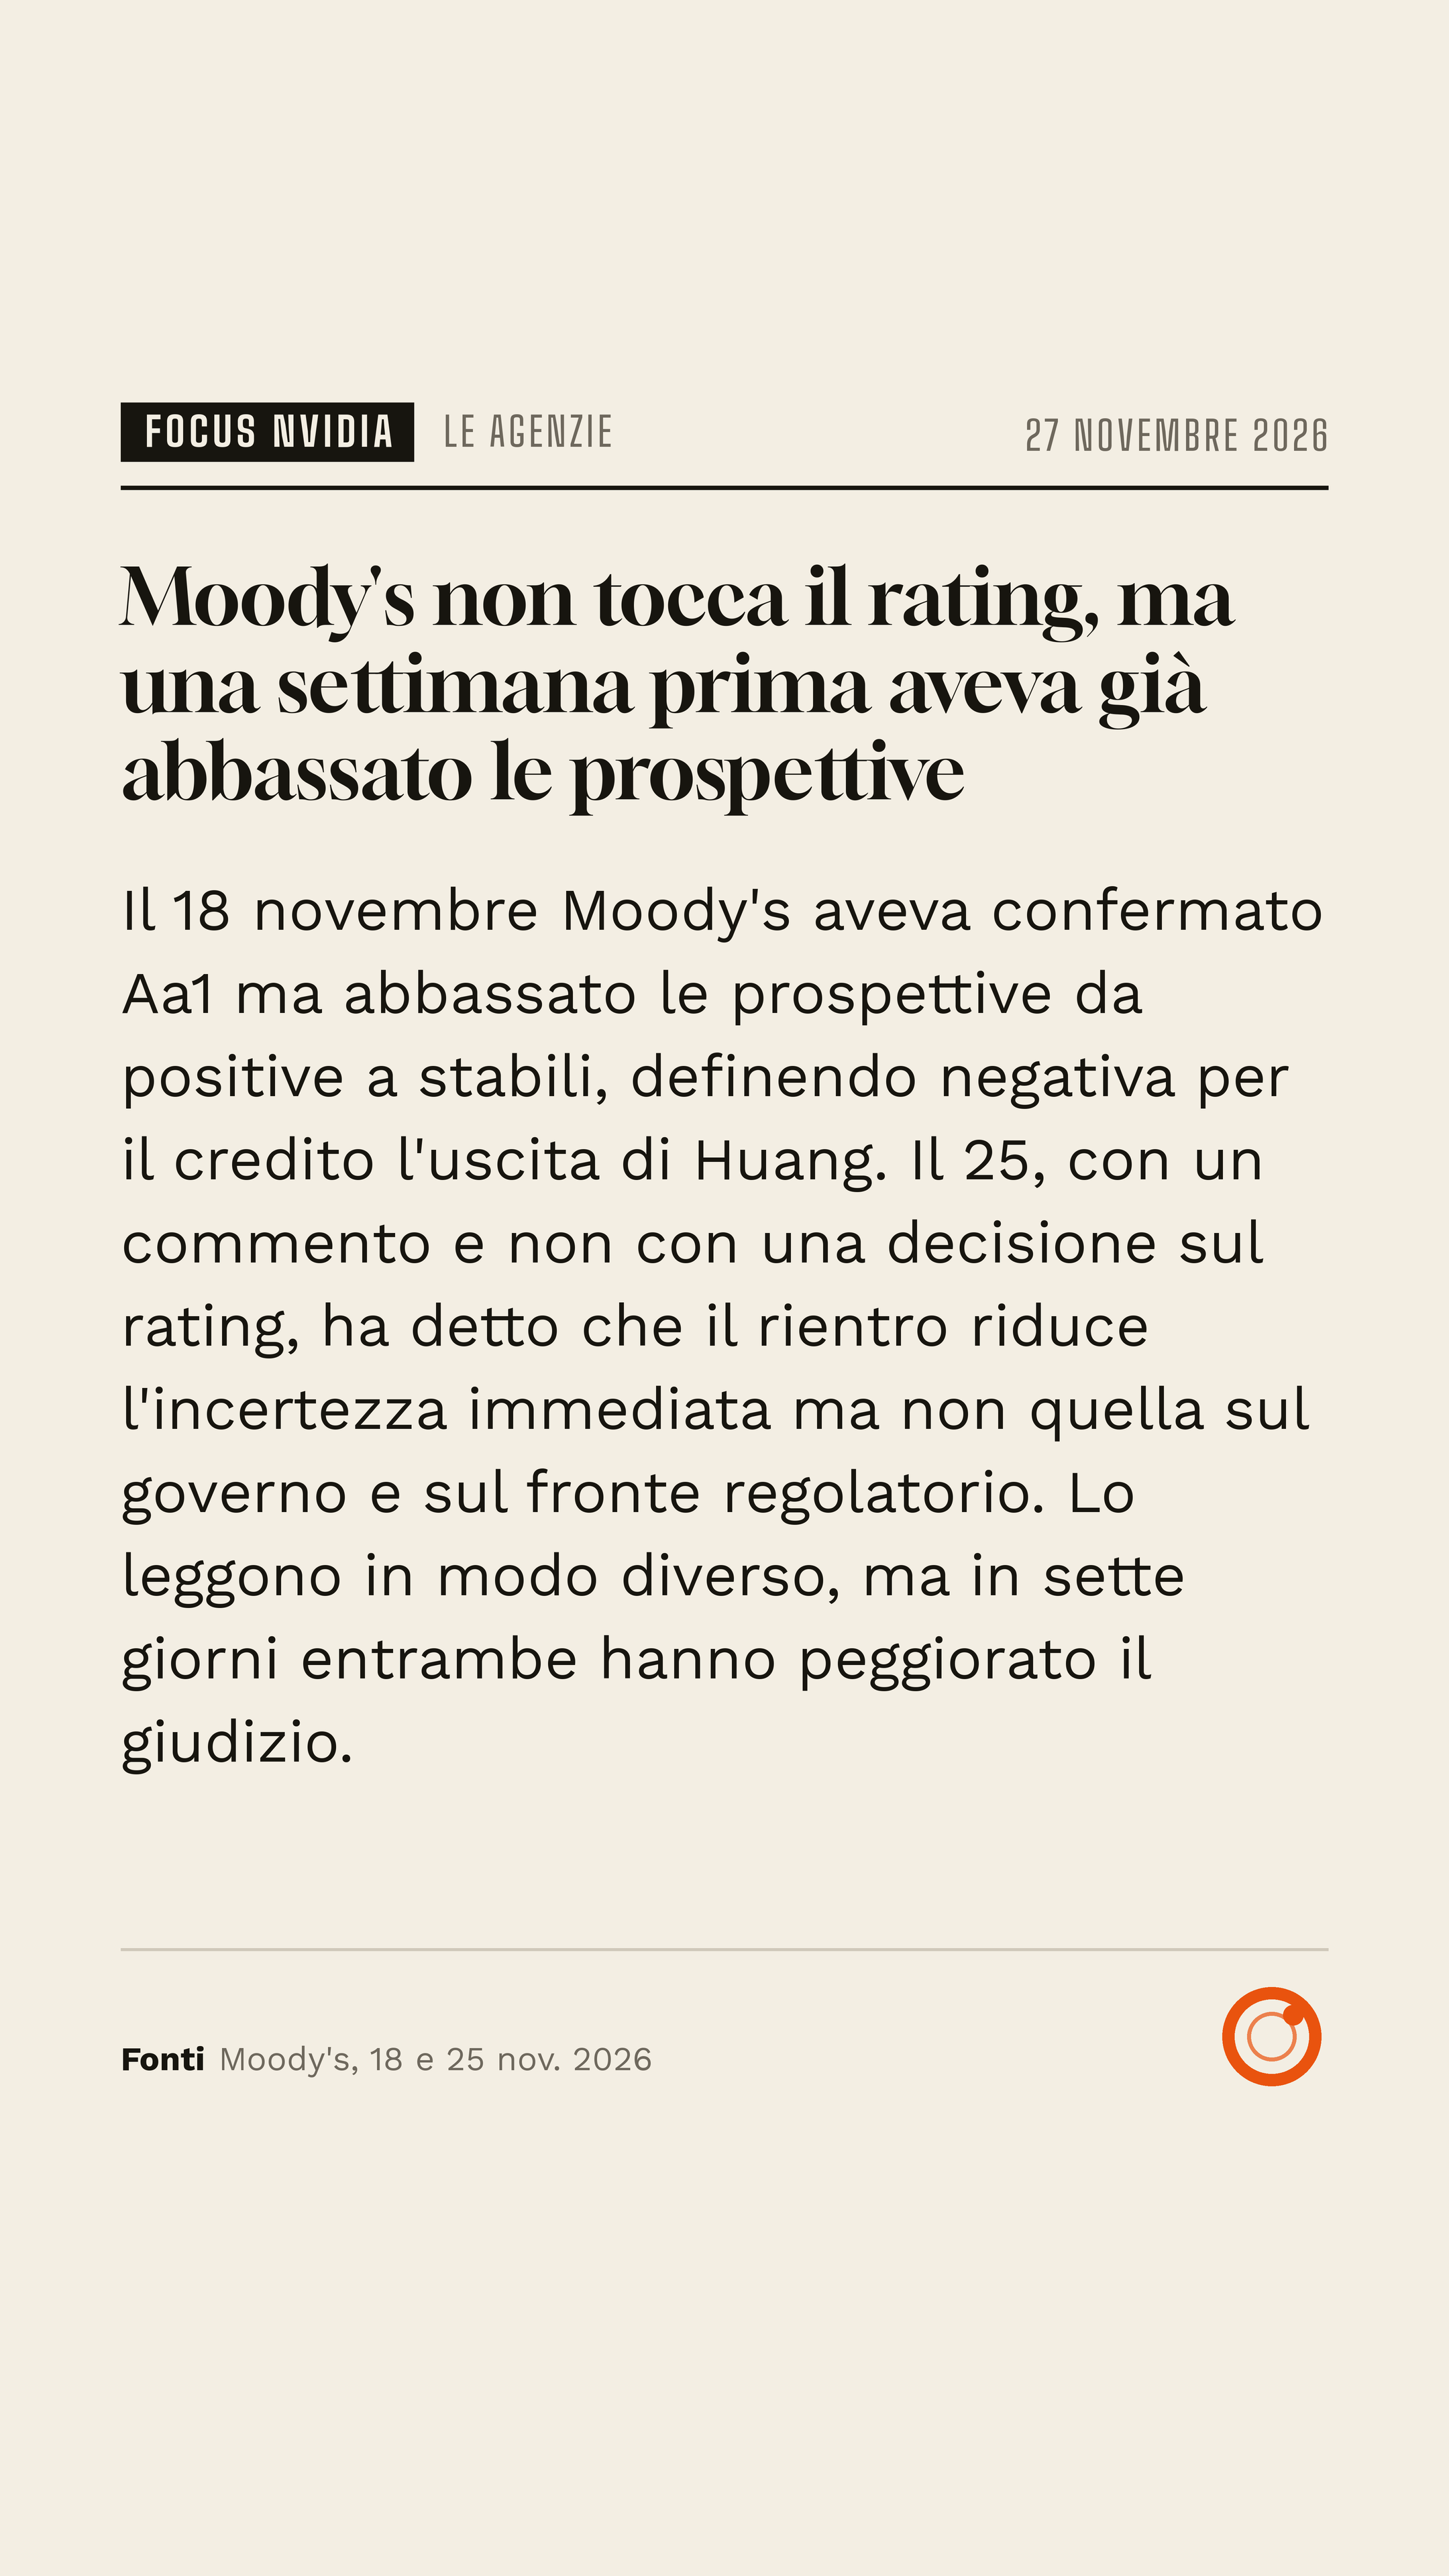 FOCUS NVIDIA LE AGENZIE 27 NOVEMBRE 2026
Moody's non tocca il rating, ma
una settimana prima aveva già
abbassato le prospettive
Il 18 novembre Moody's aveva confermato
Aa1 ma abbassato le prospettive da
positive a stabili, definendo negativa per
il credito l'uscita di Huang. Il 25, con un
commento e non con una decisione sul
rating, ha detto che il rientro riduce
l'incertezza immediata ma non quella sul
governo e sul fronte regolatorio. Lo
leggono in modo diverso, ma in sette
giorni entrambe hanno peggiorato il
giudizio.
Fonti Moody's, 18 e 25 nov. 2026